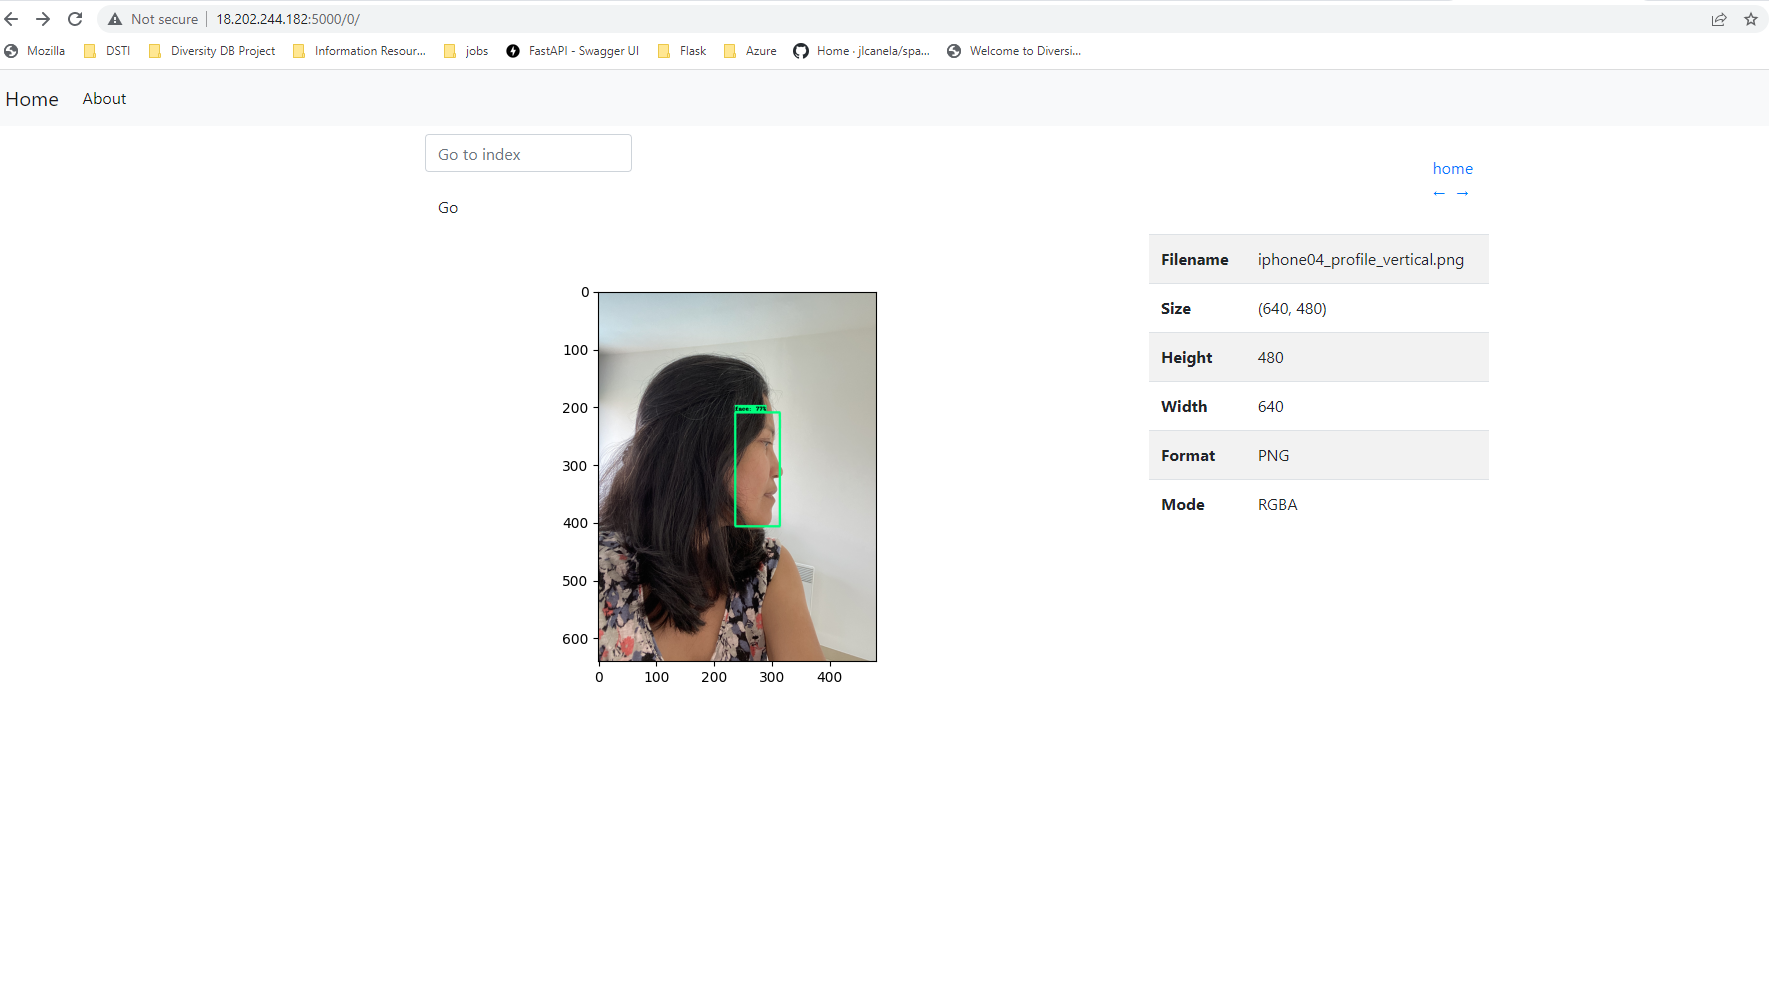 Not secure | 18.202.244.182:5000/0/
Mozilla DSTI Diversity DB Project Information Resour... jobs FastAPI - Swagger UI Flask Azure Home · jlcanela/spa... Welcome to Diversi...
Home About
Go to index
home
← →
Go
Filename iphone04_profile_vertical.png
Size (640, 480)
Height 480
Width 640
Format PNG
Mode RGBA
0
100
200
face: 77%
300
400
500
600
0 100 200 300 400